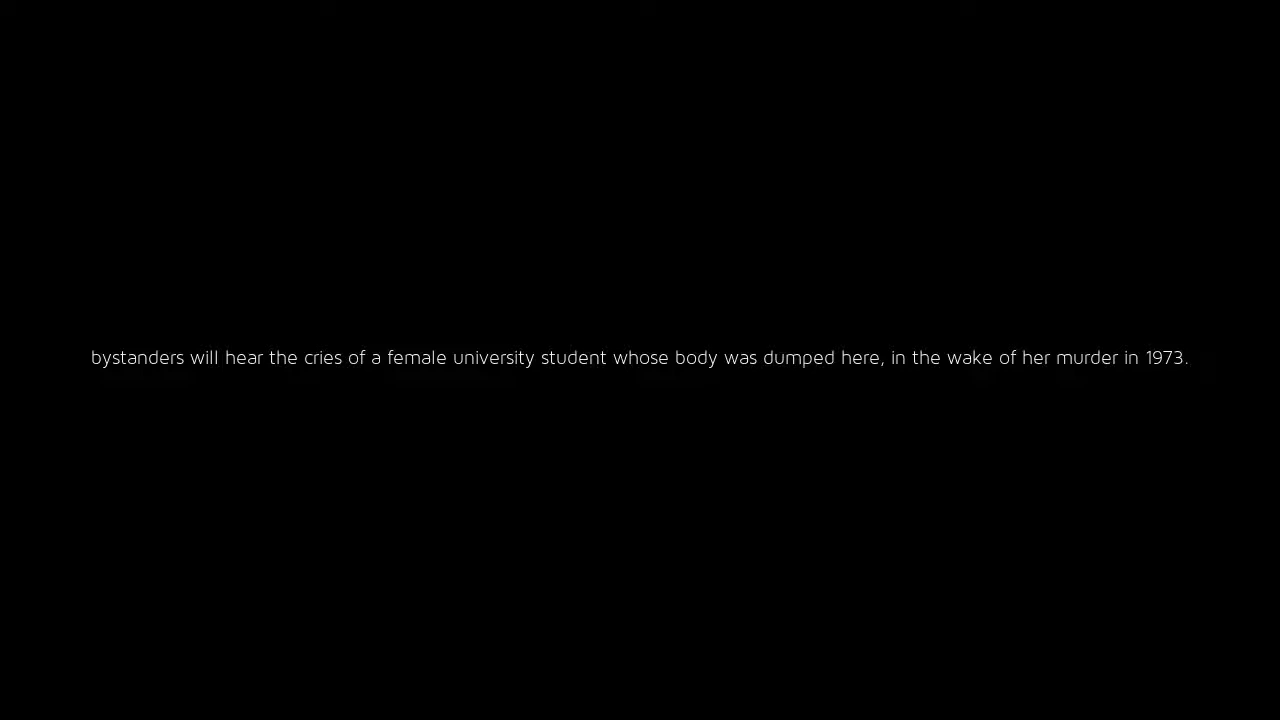 bystanders will hear the cries of a female university student whose body was dumped here, in the wake of her murder in 1973.